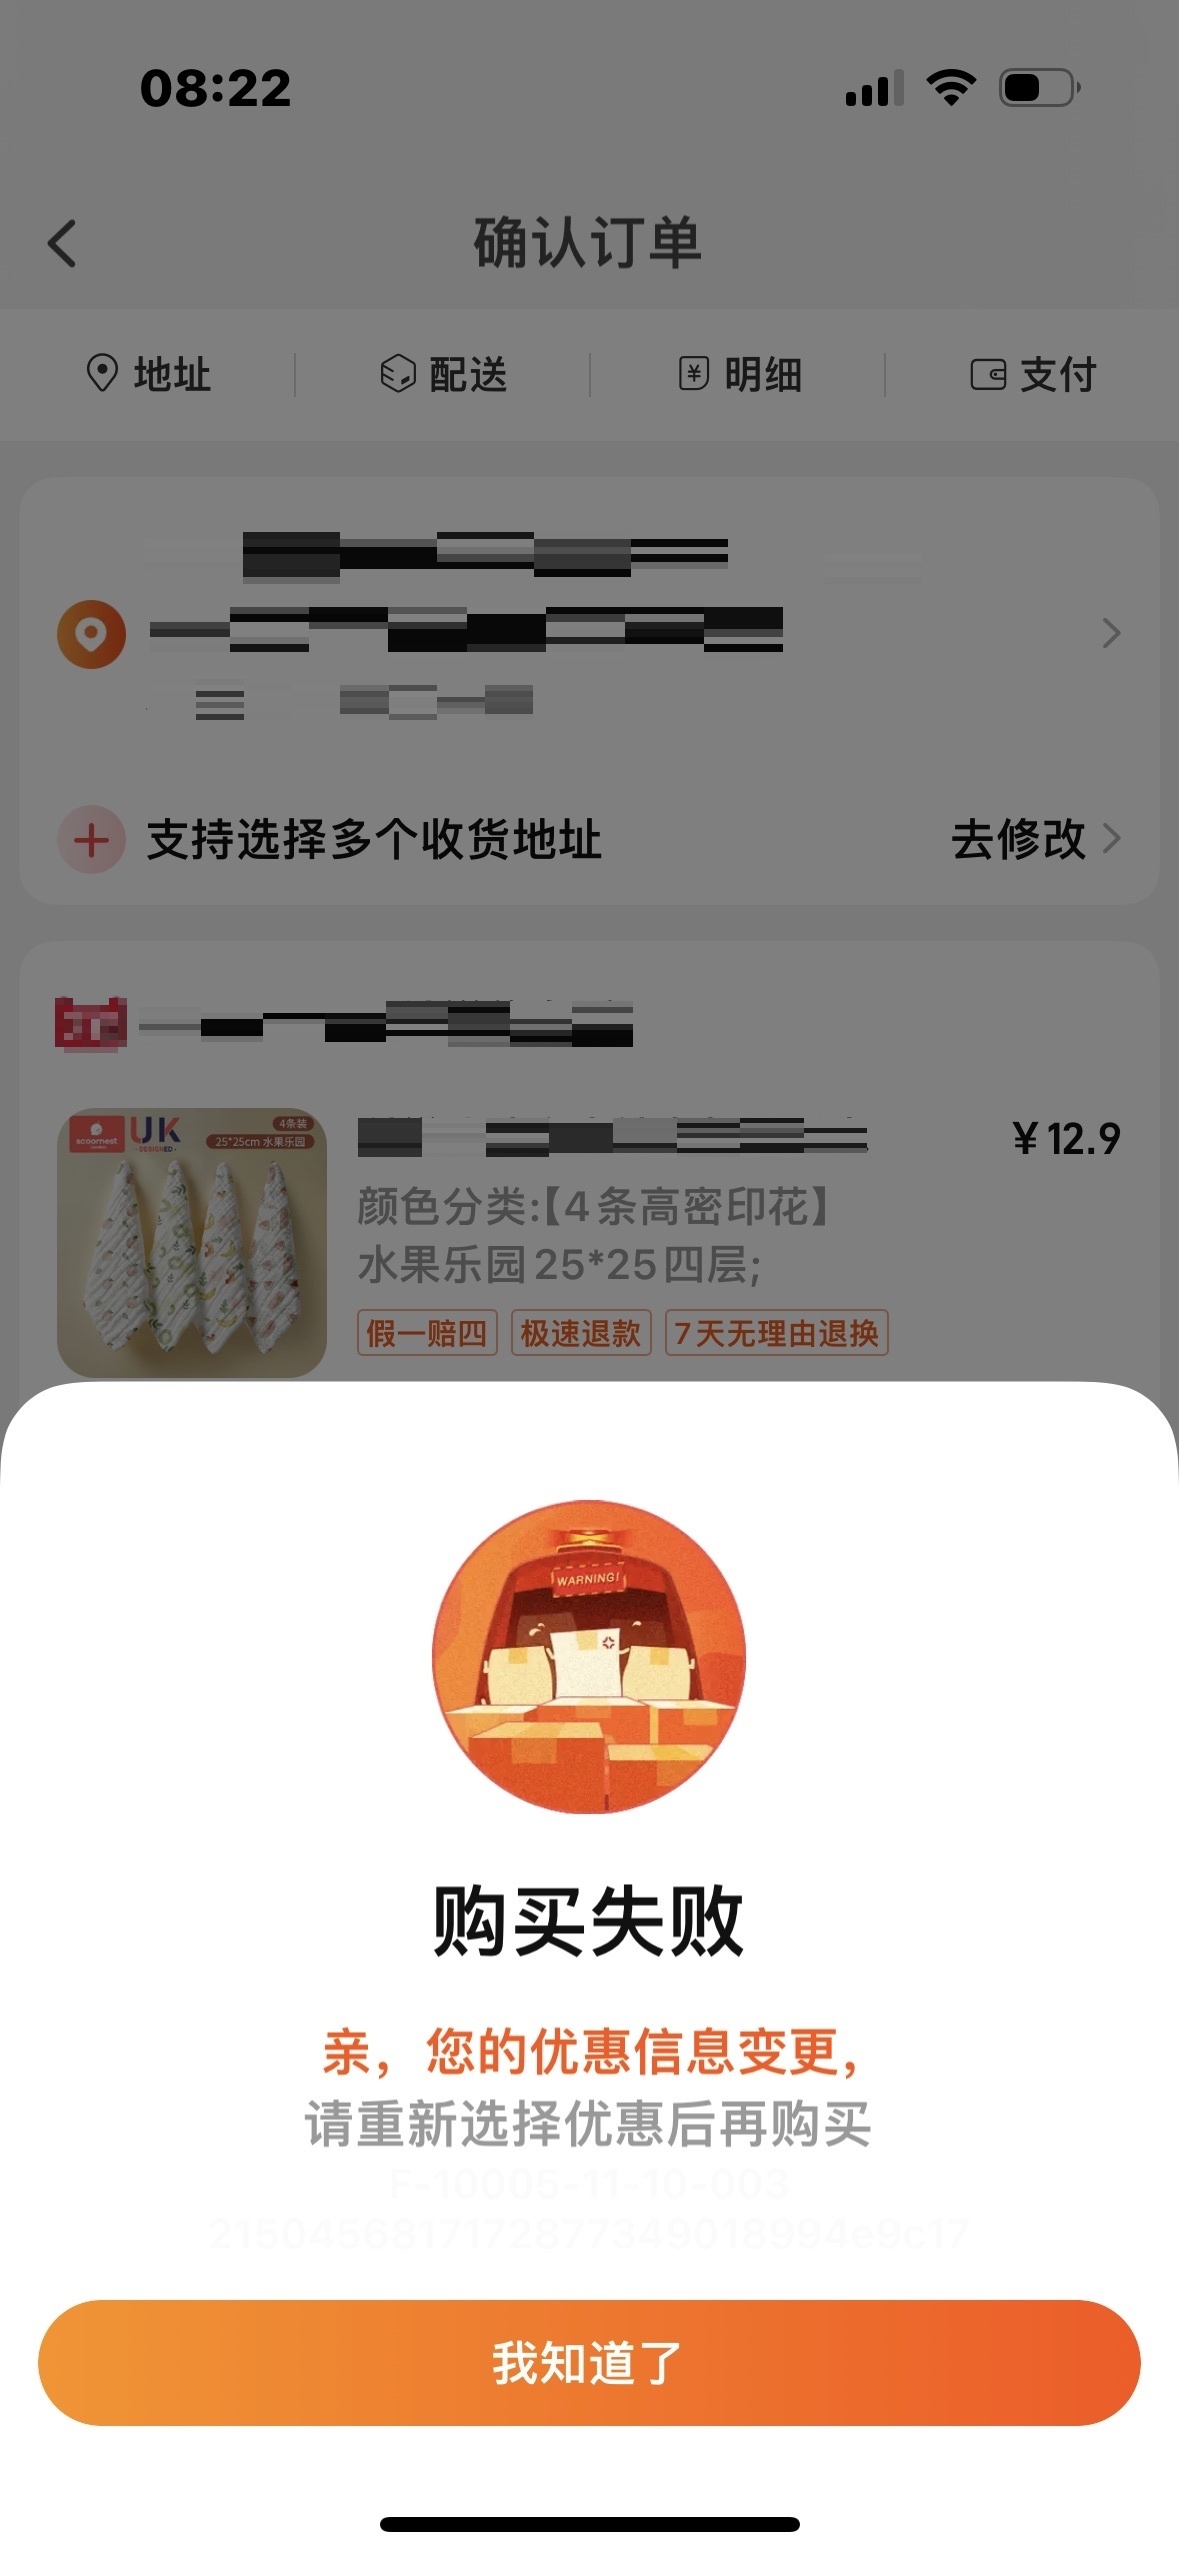 08:22
确认订单
地址
配送
明细
支付
支持选择多个收货地址
去修改
scoornest
UK
DESIGNED
4条装
25*25cm 水果乐园
¥12.9
颜色分类:【4条高密印花】
水果乐园25*25四层;
假一赔四
极速退款
7天无理由退换
WARNING!
购买失败
亲，您的优惠信息变更，
请重新选择优惠后再购买
F-10005-11-10-003
2150456817172877349018994e9c17
我知道了